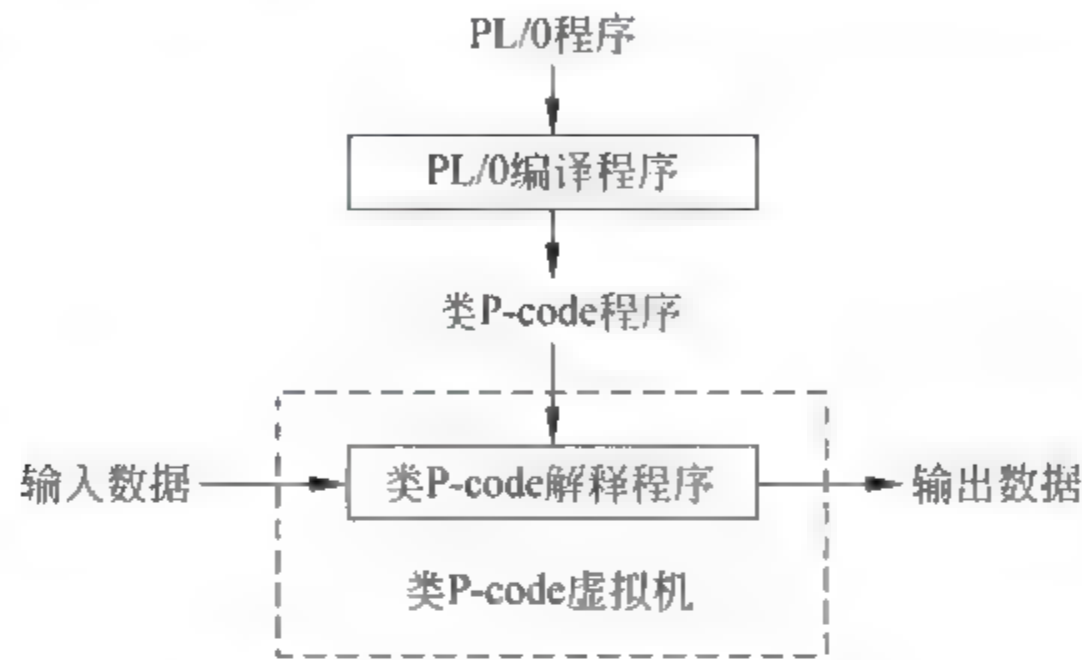 PL/0程序
PL/0编译程序
类P-code程序
输入数据
类P-code解释程序
输出数据
类P-code虚拟机